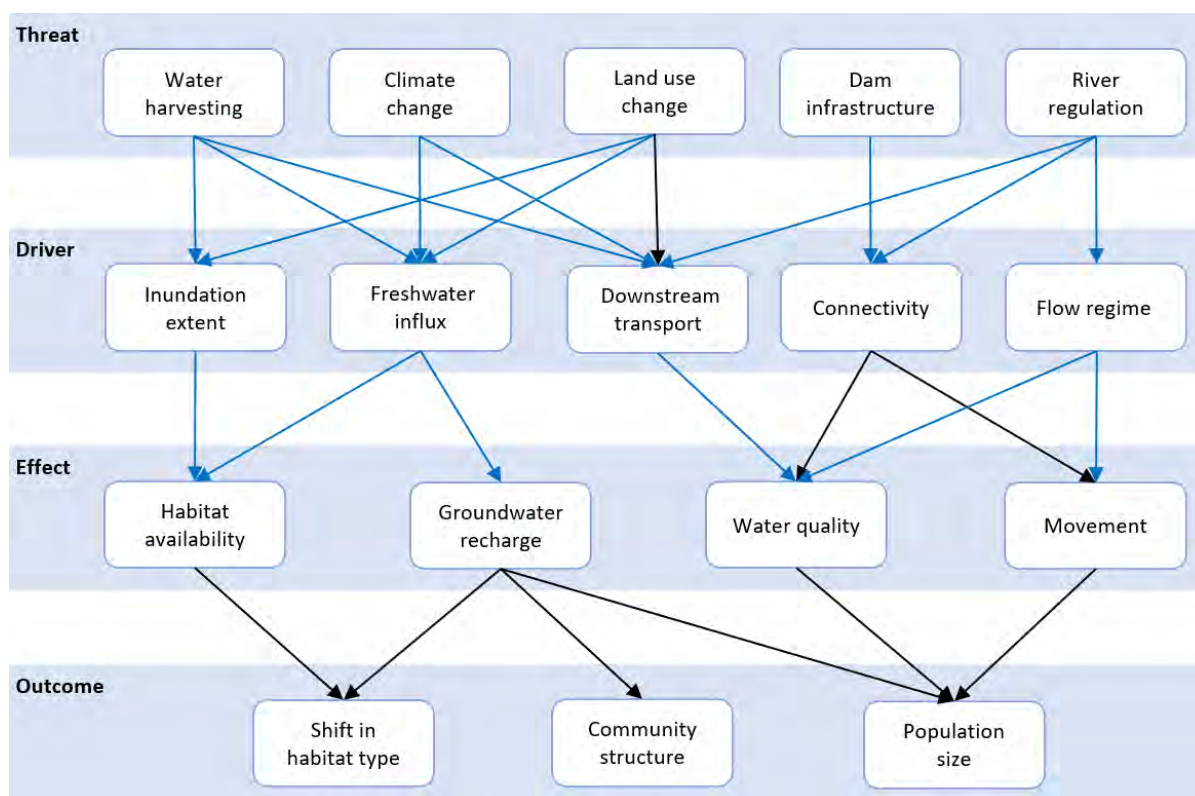 Threat
Water
harvesting
Climate
change
Land use
change
Dam
infrastructure
River
regulation
Driver
Inundation
extent
Freshwater
influx
Downstream
transport
Connectivity
Flow regime
Effect
Habitat
availability
Groundwater
recharge
Water quality
Movement
Outcome
Shift in
habitat type
Community
structure
Population
size